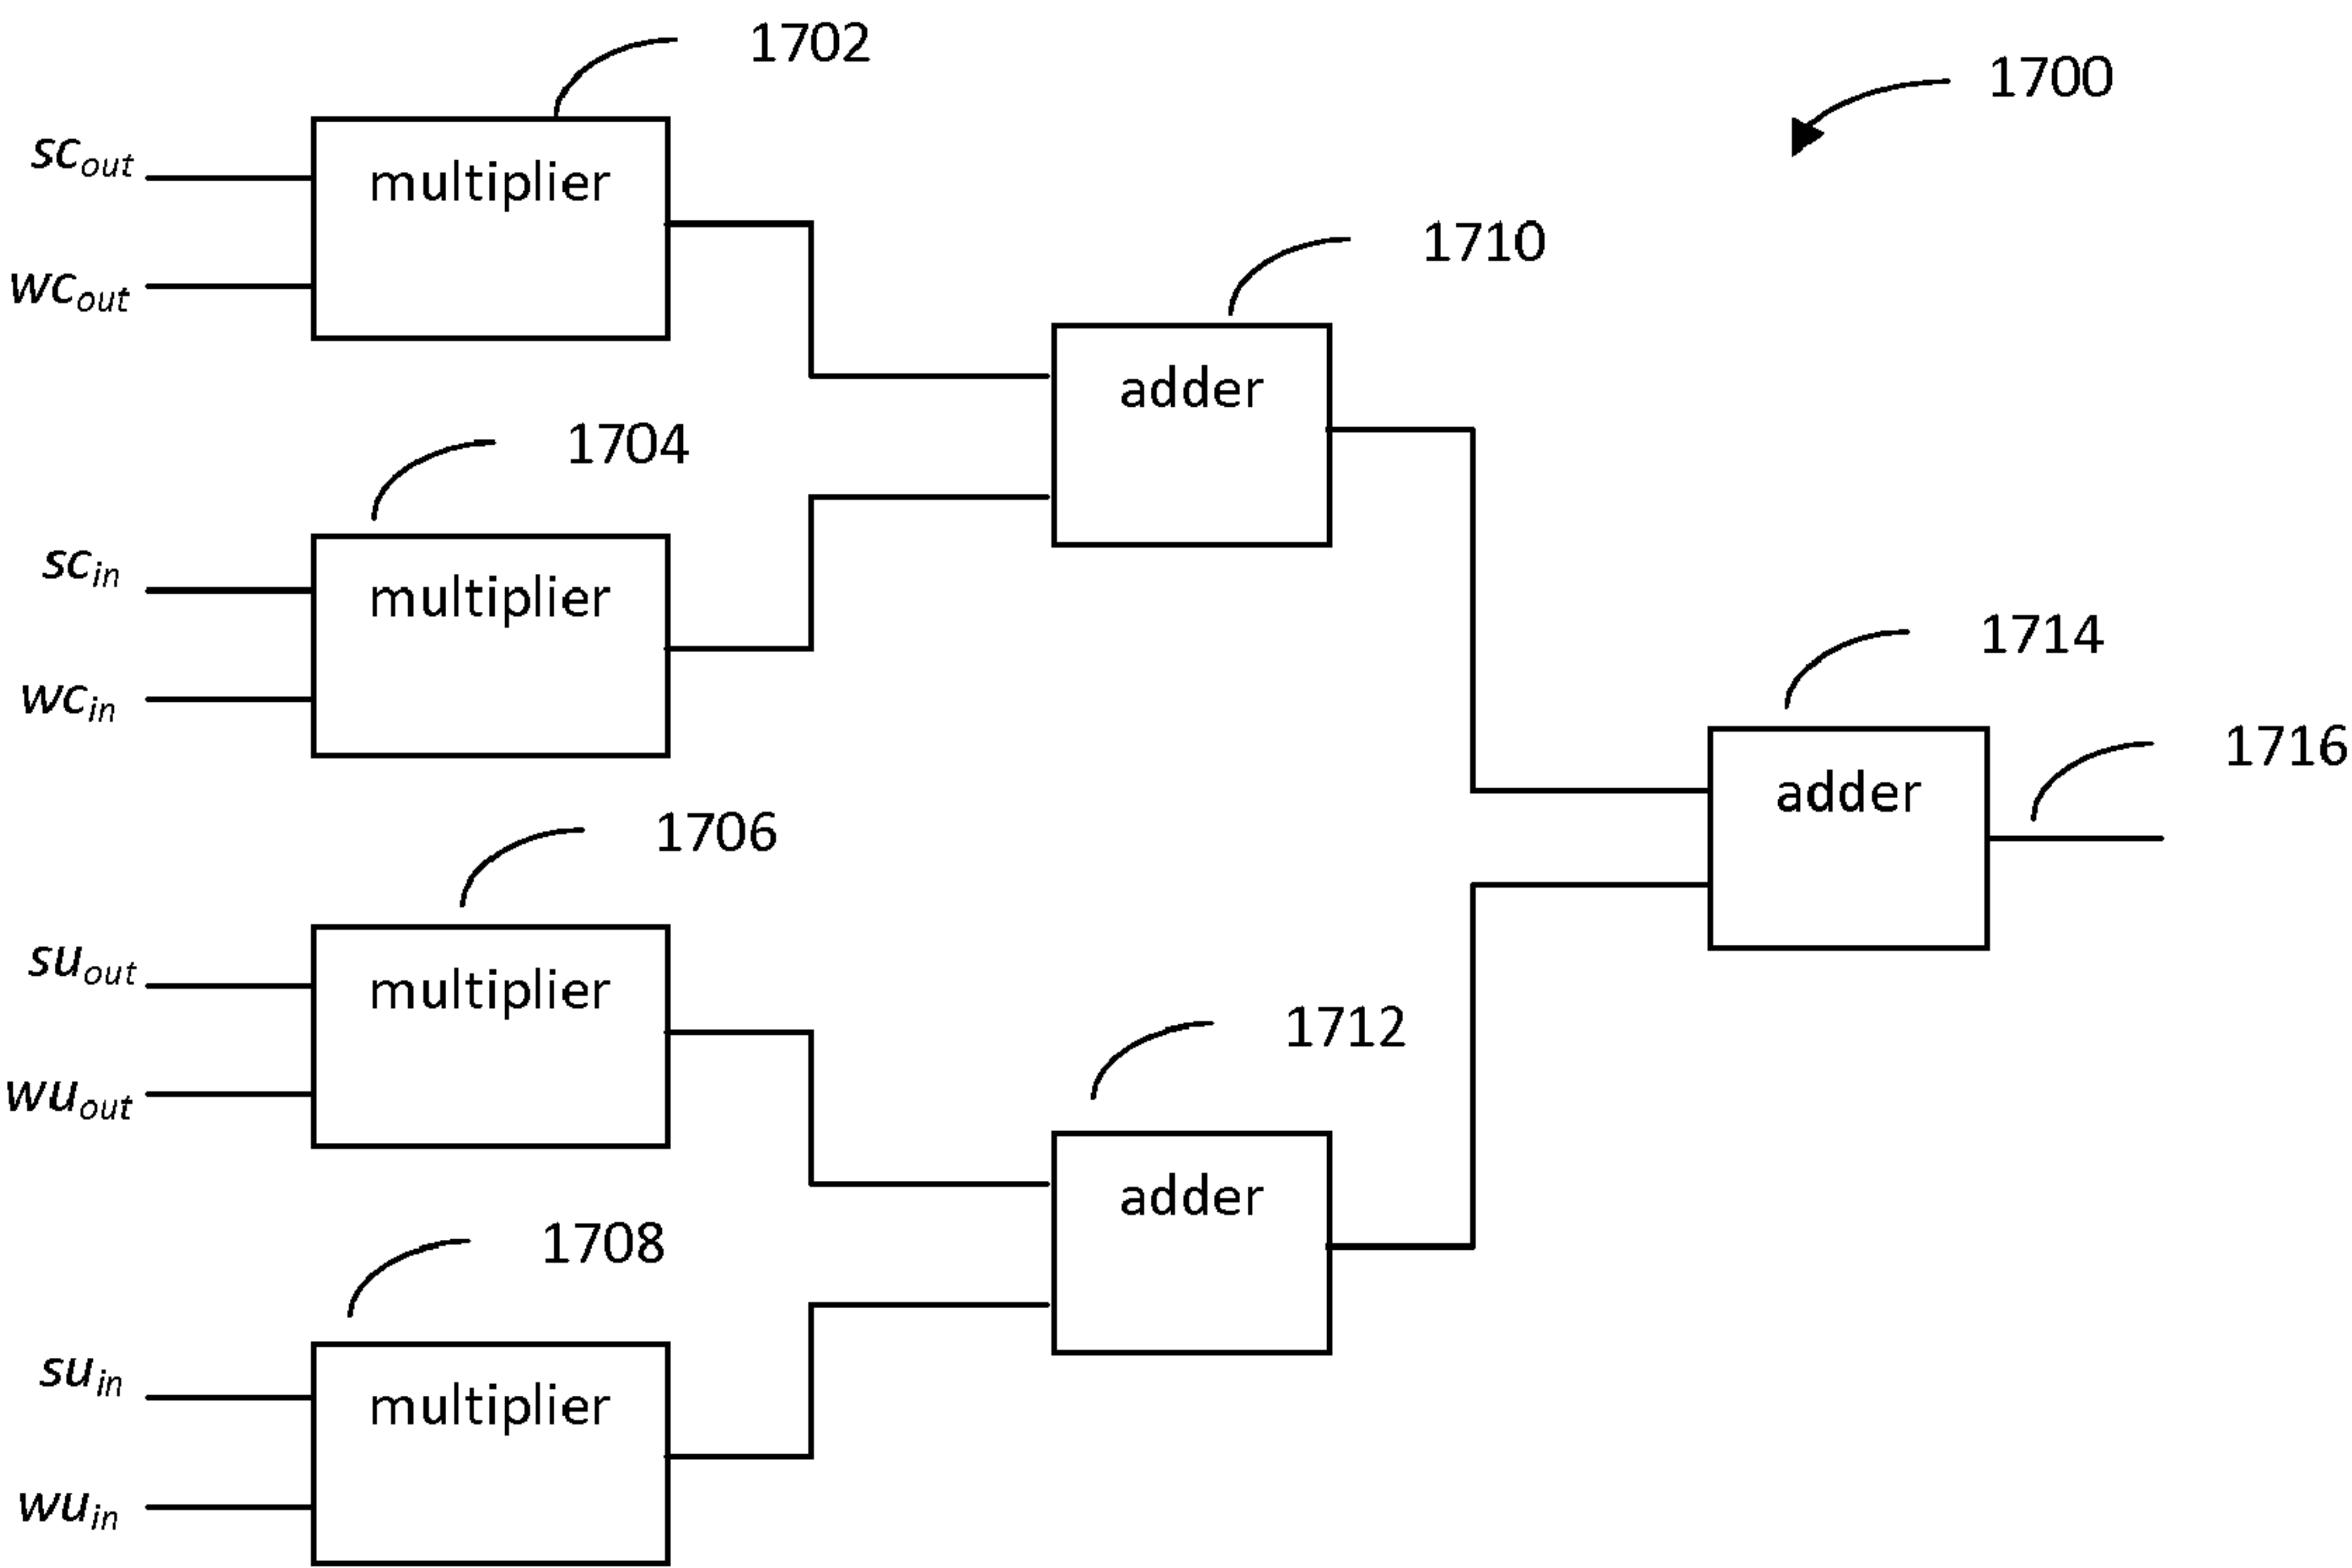 1702
1700
sc_out
multiplier
wc_out
1710
adder
1704
sc_in
multiplier
wc_in
1714
adder
1716
1706
su_out
multiplier
wu_out
1712
adder
1708
su_in
multiplier
wu_in